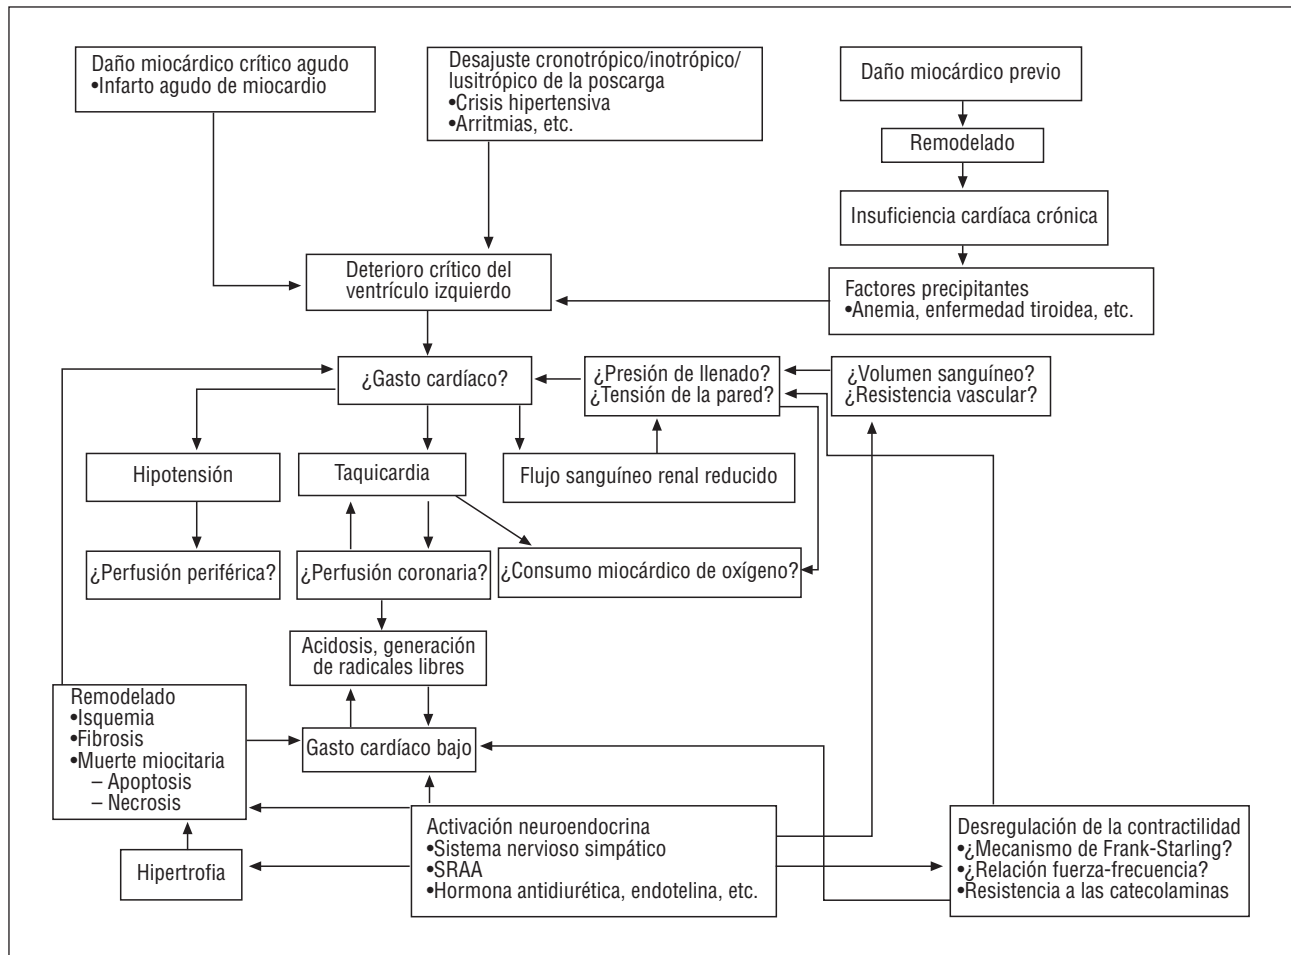 Daño miocárdico crítico agudo
•Infarto agudo de miocardio
Desajuste cronotrópico/inotrópico/
lusitrópico de la poscarga
•Crisis hipertensiva
•Arritmias, etc.
Daño miocárdico previo
Remodelado
Insuficiencia cardíaca crónica
Factores precipitantes
•Anemia, enfermedad tiroidea, etc.
Deterioro crítico del
ventrículo izquierdo
¿Gasto cardíaco?
¿Presión de llenado?
¿Tensión de la pared?
¿Volumen sanguíneo?
¿Resistencia vascular?
Hipotensión
Taquicardia
Flujo sanguíneo renal reducido
¿Perfusión periférica?
¿Perfusión coronaria?
¿Consumo miocárdico de oxígeno?
Acidosis, generación
de radicales libres
Remodelado
•Isquemia
•Fibrosis
•Muerte miocitaria
– Apoptosis
– Necrosis
Gasto cardíaco bajo
Hipertrofia
Activación neuroendocrina
•Sistema nervioso simpático
•SRAA
•Hormona antidiurética, endotelina, etc.
Desregulación de la contractilidad
•¿Mecanismo de Frank-Starling?
•¿Relación fuerza-frecuencia?
•Resistencia a las catecolaminas